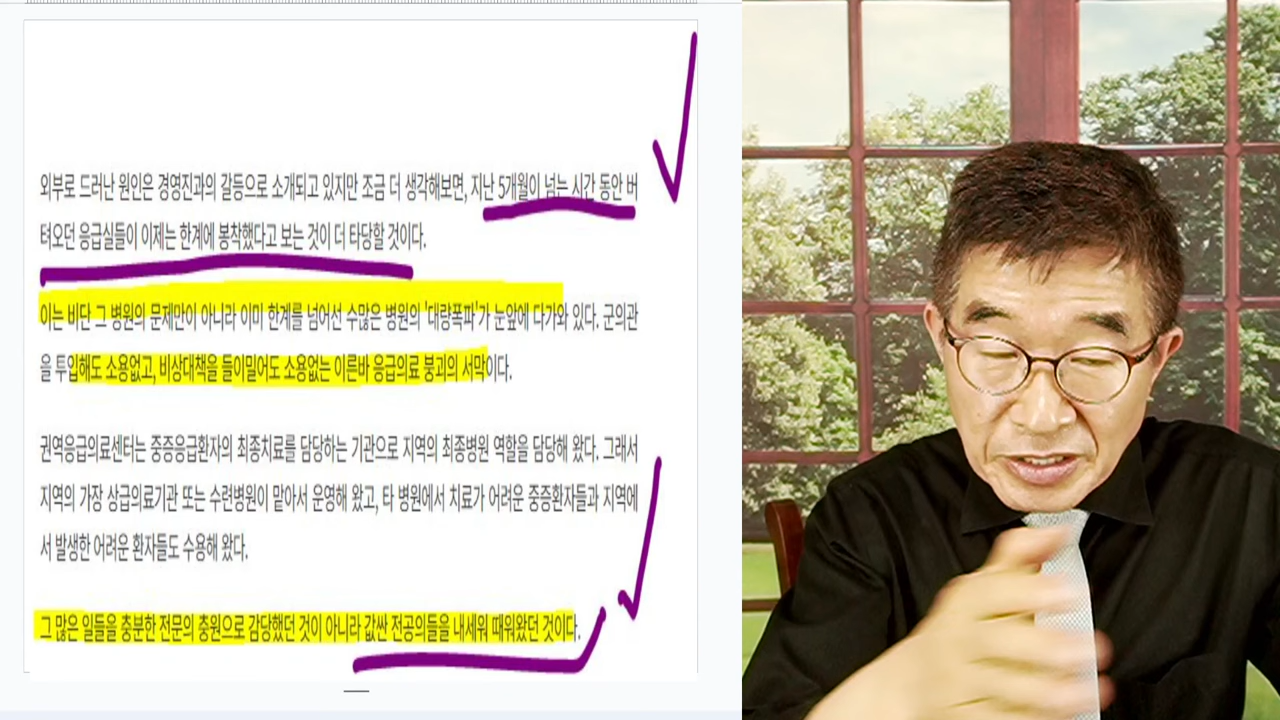 외부로 드러난 원인은 경영진과의 갈등으로 소개되고 있지만 조금 더 생각해보면, 지난 5개월이 넘는 시간 동안 버
텨오던 응급실들이 이제는 한계에 봉착했다고 보는 것이 더 타당할 것이다.
이는 비단 그 병원의 문제만이 아니라 이미 한계를 넘어선 수많은 병원의 '대량폭파'가 눈앞에 다가와 있다. 군의관
을 투입해도 소용없고, 비상대책을 들이밀어도 소용없는 이른바 응급의료 붕괴의 서막이다.
권역응급의료센터는 중증응급환자의 최종치료를 담당하는 기관으로 지역의 최종병원 역할을 담당해 왔다. 그래서
지역의 가장 상급의료기관 또는 수련병원이 맡아서 운영해 왔고, 타 병원에서 치료가 어려운 중증환자들과 지역에
서 발생한 어려운 환자들도 수용해 왔다.
그 많은 일들을 충분한 전문의 충원으로 감당했던 것이 아니라 값싼 전공의들을 내세워 때워왔던 것이다.